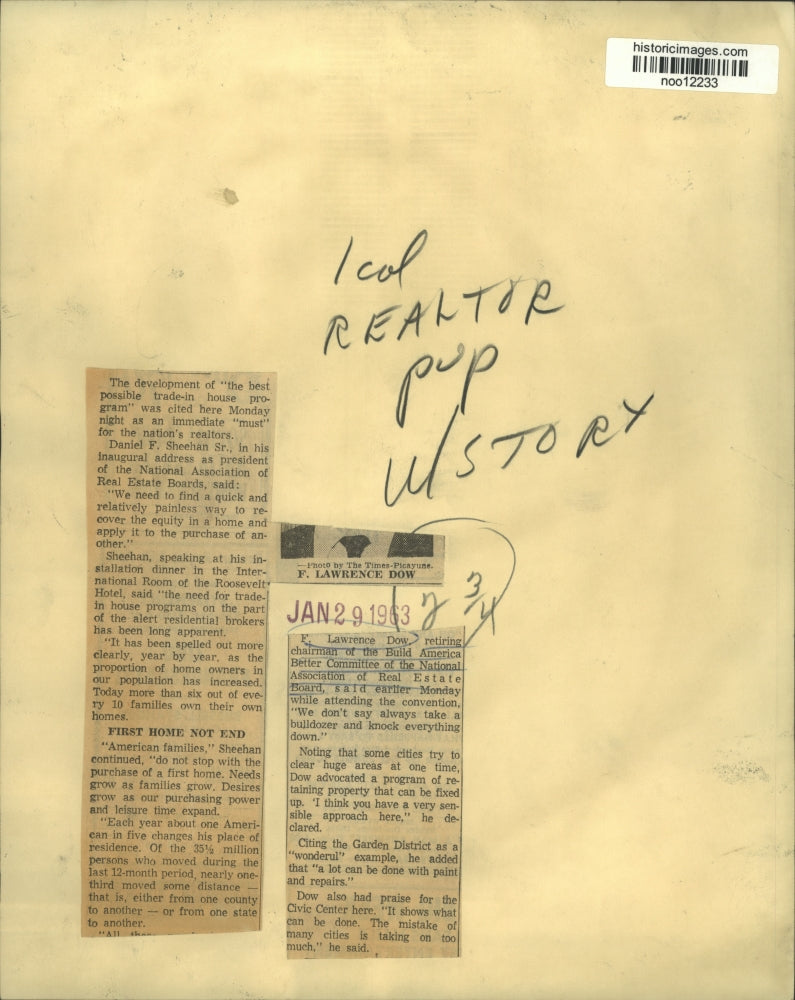 historicimages.com
noo12233
1 col
REALTOR
pup
W/STORY
The development of "the best
possible trade-in house pro-
gram" was cited here Monday
night as an immediate "must"
for the nation's realtors.
Daniel F. Sheehan Sr., in his
inaugural address as president
of the National Association of
Real Estate Boards, said:
"We need to find a quick and
relatively painless way to re-
cover the equity in a home and
apply it to the purchase of an-
other."
Sheehan, speaking at his in-
stallation dinner in the Inter-
national Room of the Roosevelt
Hotel, said "the need for trade-
in house programs on the part
of the alert residential brokers
has been long apparent.
"It has been spelled out more
clearly, year by year, as the
proportion of home owners in
our population has increased.
Today more than six out of eve-
ry 10 families own their own
homes.
FIRST HOME NOT END
"American families," Sheehan
continued, "do not stop with the
purchase of a first home. Needs
grow as families grow. Desires
grow as our purchasing power
and leisure time expand.
"Each year about one Ameri-
can in five changes his place of
residence. Of the 35½ million
persons who moved during the
last 12-month period, nearly one-
third moved some distance —
that is, either from one county
to another — or from one state
to another.
"All
—Photo by The Times-Picayune.
F. LAWRENCE DOW
JAN 29 1963
2 3/4
F. Lawrence Dow, retiring
chairman of the Build America
Better Committee of the National
Association of Real Estate
Board, said earlier Monday
while attending the convention,
"We don't say always take a
bulldozer and knock everything
down."
Noting that some cities try to
clear huge areas at one time,
Dow advocated a program of re-
taining property that can be fixed
up. 'I think you have a very sen-
sible approach here," he de-
clared.
Citing the Garden District as a
"wonderul" example, he added
that "a lot can be done with paint
and repairs."
Dow also had praise for the
Civic Center here. "It shows what
can be done. The mistake of
many cities is taking on too
much," he said.